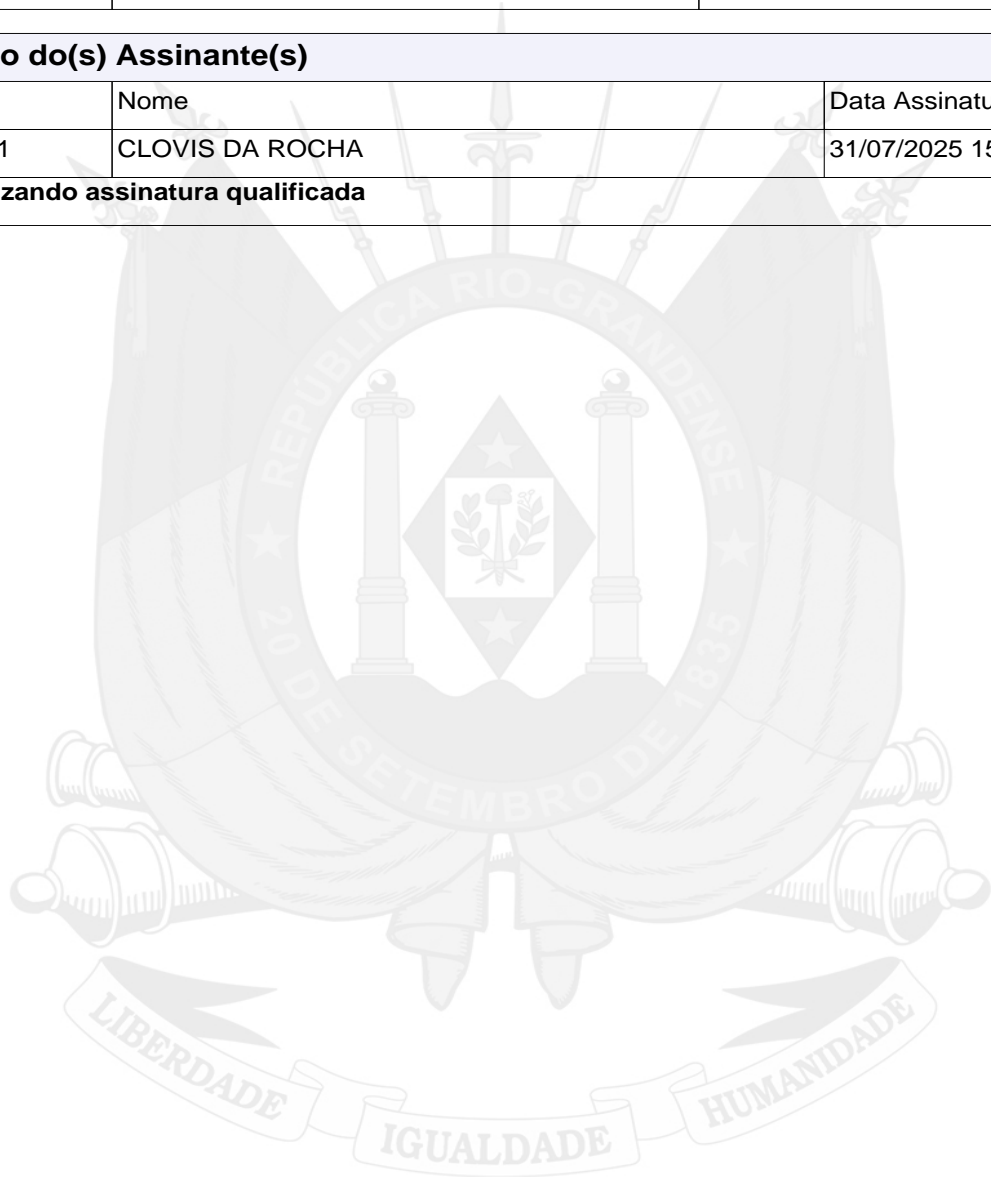 o do(s) Assinante(s)
Nome Data Assinatu
1 CLOVIS DA ROCHA 31/07/2025 15
zando assinatura qualificada
REPÚBLICA RIO-GRANDENSE
20 DE SETEMBRO DE 1835
LIBERDADE IGUALDADE HUMANIDADE